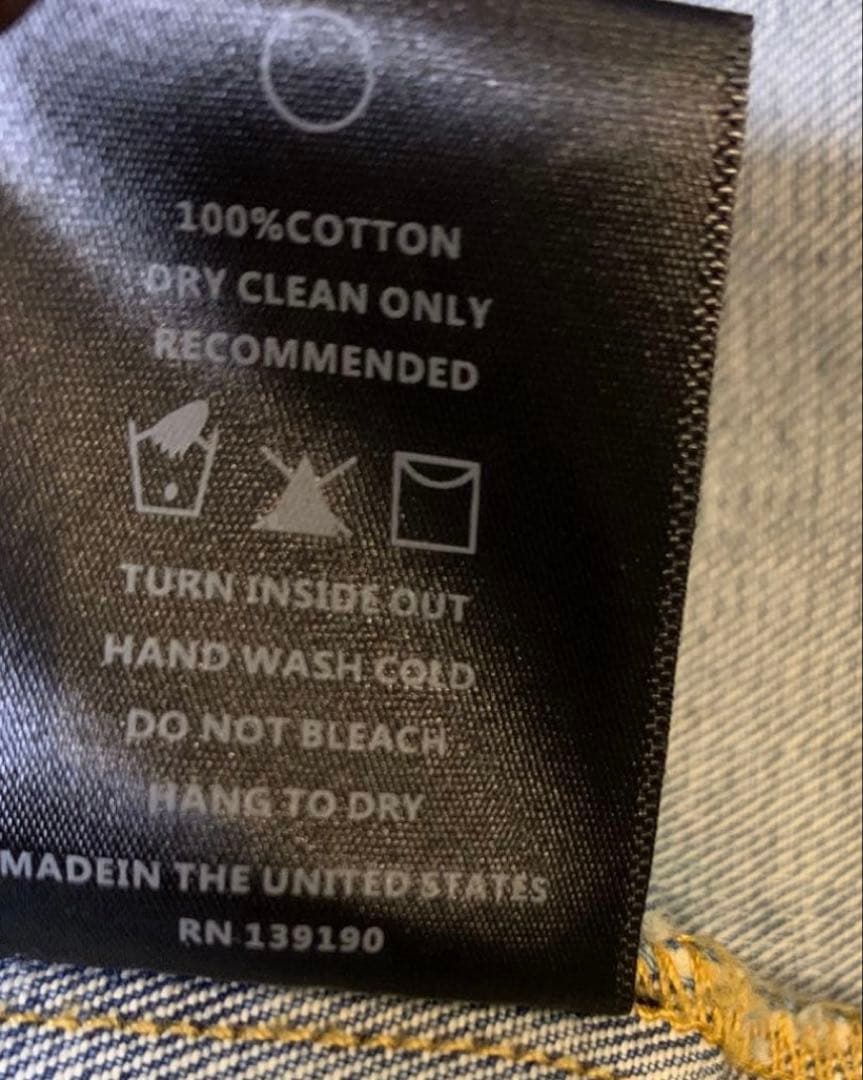 100%COTTON
DRY CLEAN ONLY
RECOMMENDED
TURN INSIDE OUT
HAND WASH COLD
DO NOT BLEACH
HANG TO DRY
MADEIN THE UNITED STATES
RN 139190